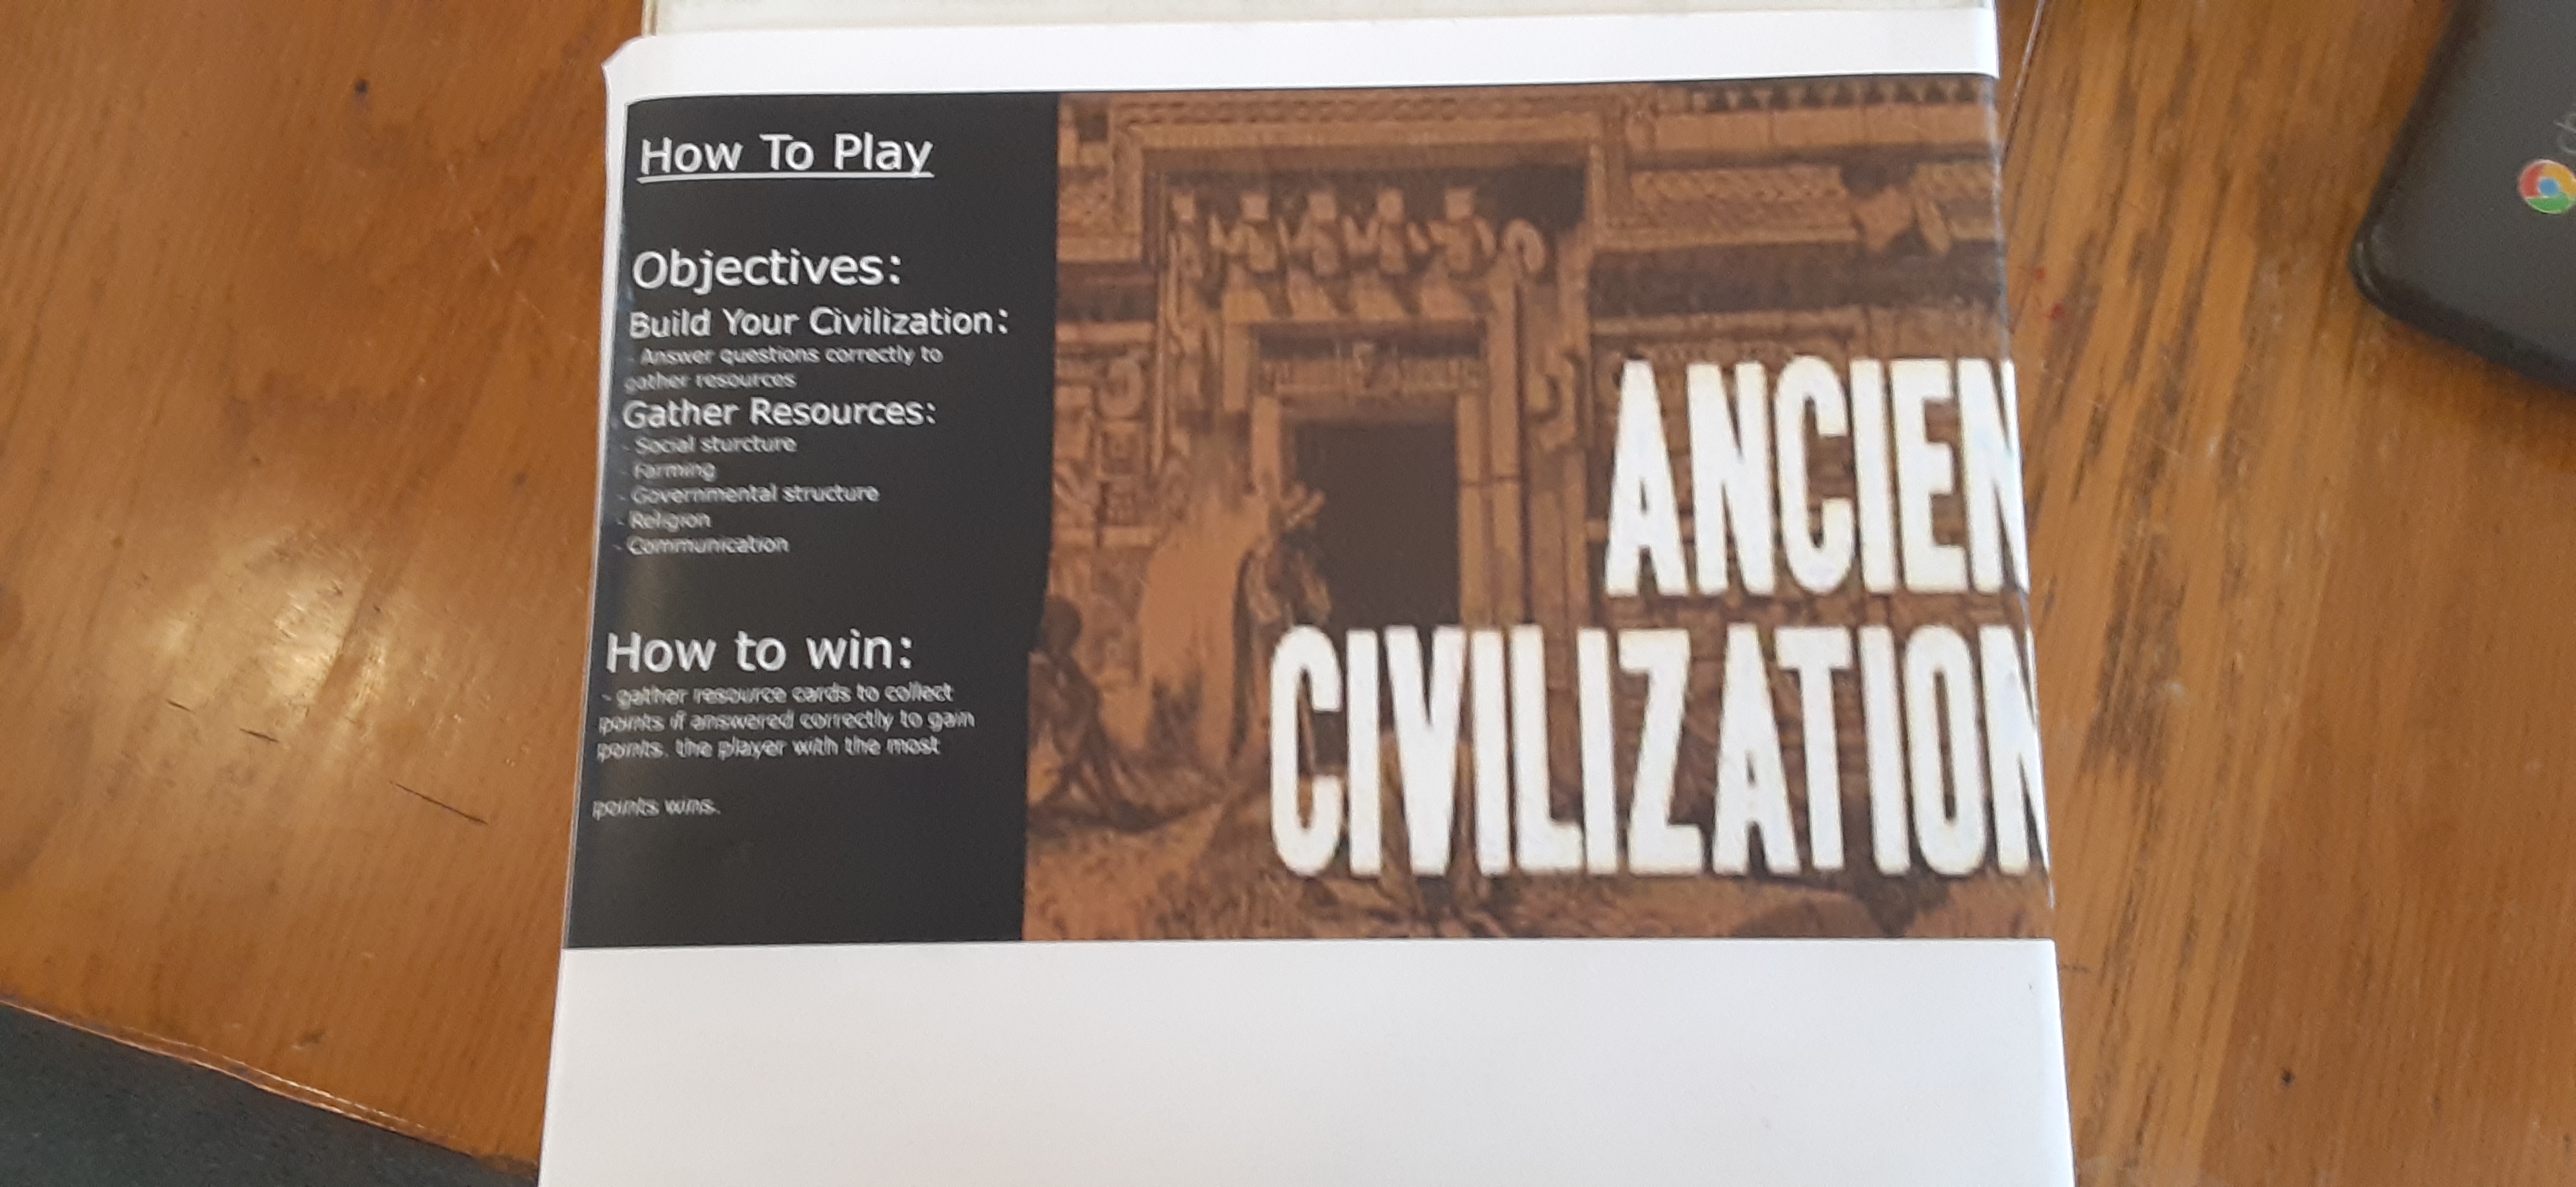 How To Play
Objectives:
Build Your Civilization:
- Answer questions correctly to
gather resources
Gather Resources:
- Social sturcture
- Farming
- Governmental structure
- Religion
- Communication
How to win:
- gather resource cards to collect
points if answered correctly to gain
points. the player with the most
points wins.
ANCIEN
CIVILIZATION